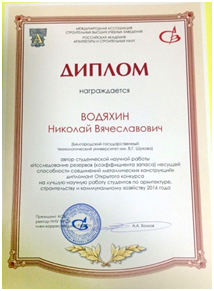 МЕЖДУНАРОДНАЯ АССОЦИАЦИЯ
СТРОИТЕЛЬНЫХ ВЫСШИХ УЧЕБНЫХ ЗАВЕДЕНИЙ
РОССИЙСКАЯ АКАДЕМИЯ
АРХИТЕКТУРЫ И СТРОИТЕЛЬНЫХ НАУК
ДИПЛОМ
награждается
ВОДЯХИН
Николай Вячеславович
(Белгородский государственный
технологический университет им. В.Г. Шухова)
автор студенческой научной работы
«Исследование резервов (коэффициента запаса) несущей
способности соединений металлических конструкций»
дипломант Открытого конкурса
на лучшую научную работу студентов по архитектуре,
строительству и коммунальному хозяйству 2016 года
Президент